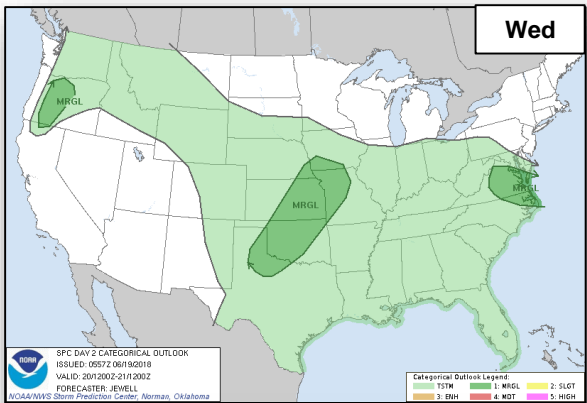 Wed
MRGL
MRGL
MRGL
NOAA
SPC DAY 2 CATEGORICAL OUTLOOK
ISSUED: 0557Z 06/19/2018
VALID: 20/1200Z-21/1200Z
FORECASTER: JEWELL
NOAA/NWS Storm Prediction Center, Norman, Oklahoma
Categorical Outlook Legend:
TSTM 1: MRGL 2: SLGT
3: ENH 4: MDT 5: HIGH